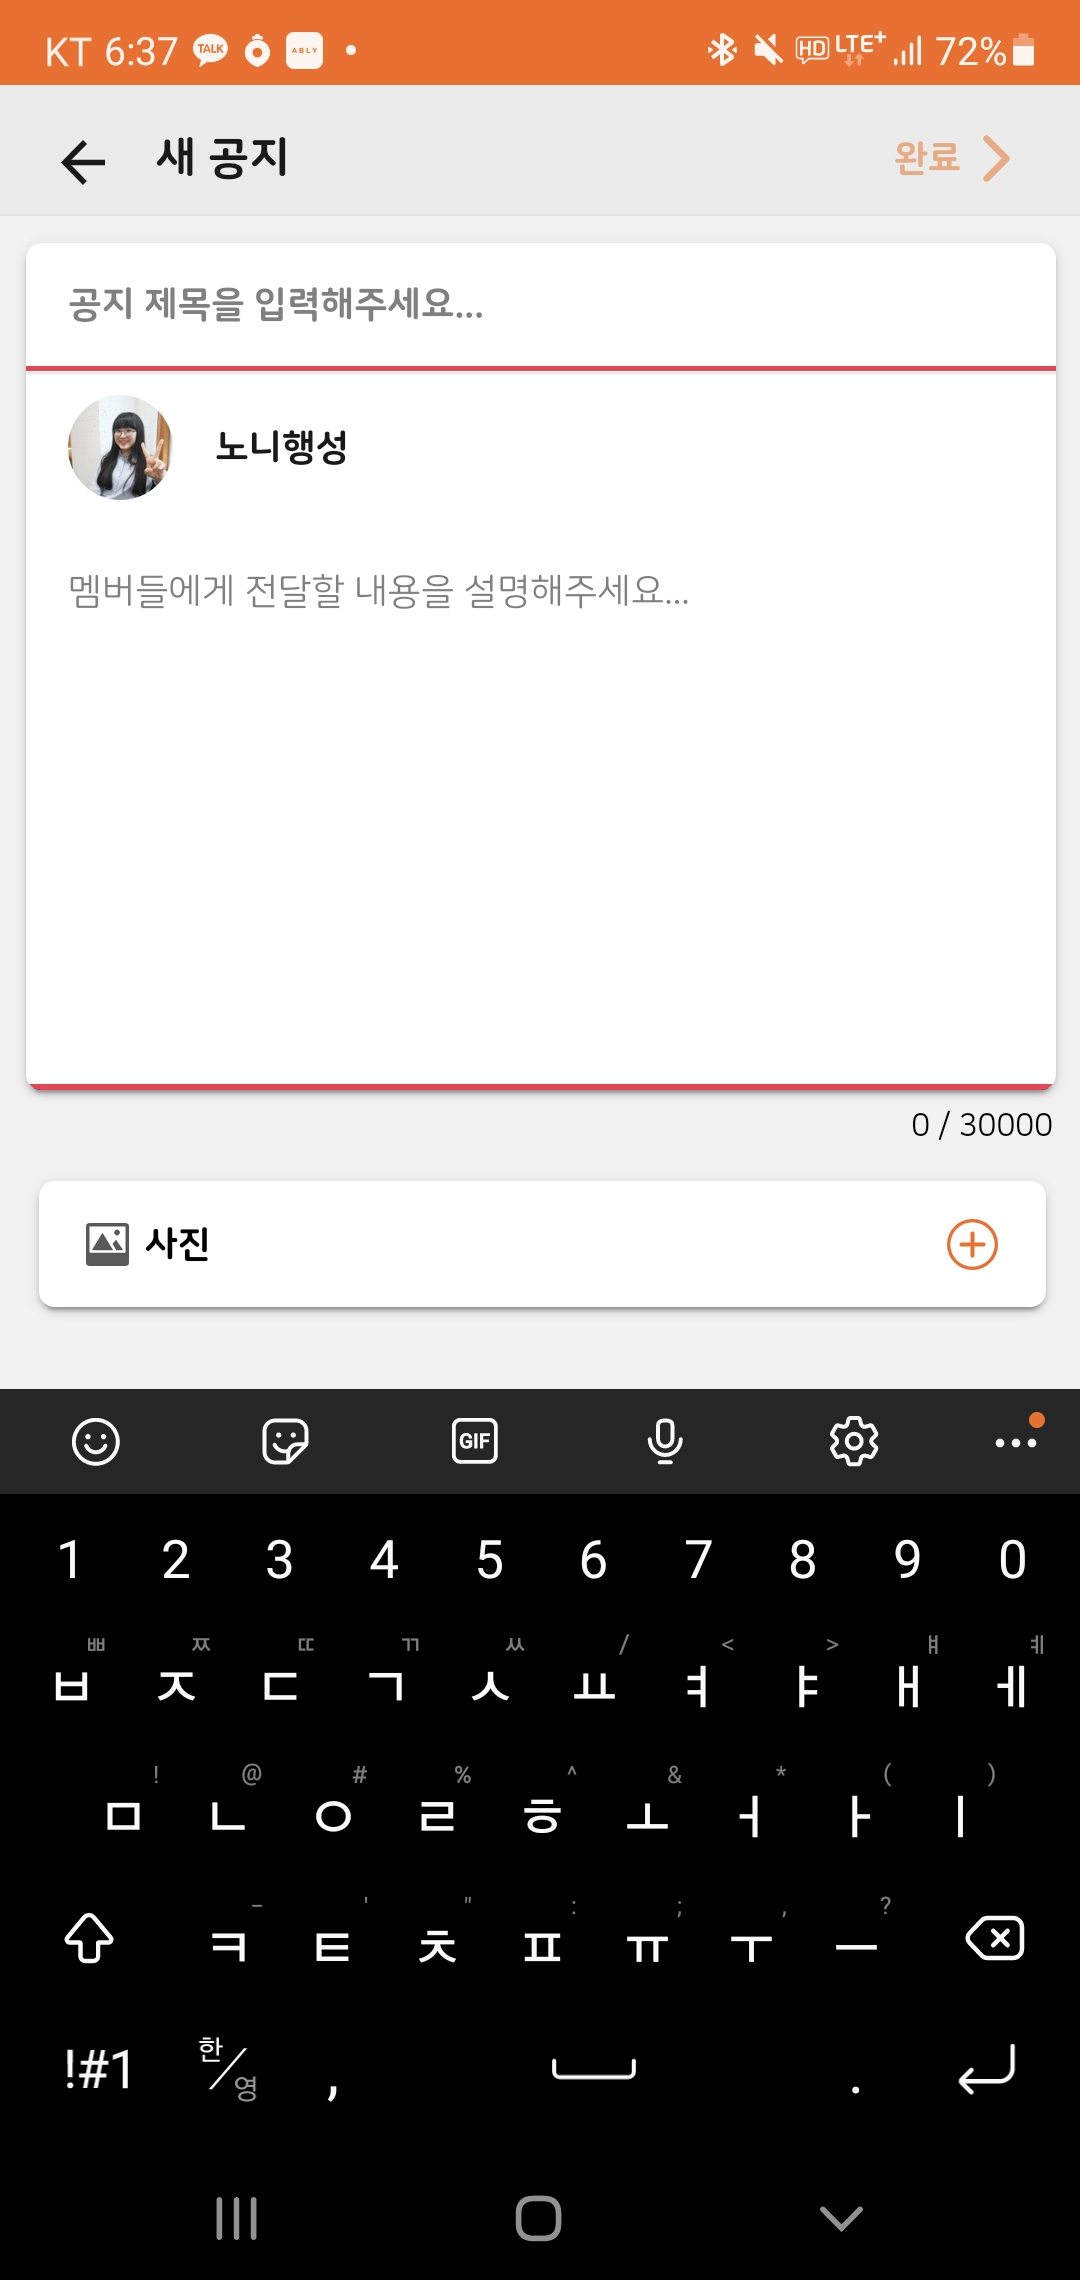 KT 6:37 TALK ABLY HD LTE+ 72%
새 공지 완료
공지 제목을 입력해주세요...
노니행성
멤버들에게 전달할 내용을 설명해주세요...
0 / 30000
사진
GIF
1 2 3 4 5 6 7 8 9 0
ㅃ ㅉ ㄸ ㄲ ㅆ / < > ㅒ ㅖ
ㅂ ㅈ ㄷ ㄱ ㅅ ㅛ ㅕ ㅑ ㅐ ㅔ
! @ # % ^ & * ( )
ㅁ ㄴ ㅇ ㄹ ㅎ ㅗ ㅓ ㅏ ㅣ
- ' " : ; , ?
ㅋ ㅌ ㅊ ㅍ ㅠ ㅜ ㅡ
!#1 한/영 , .